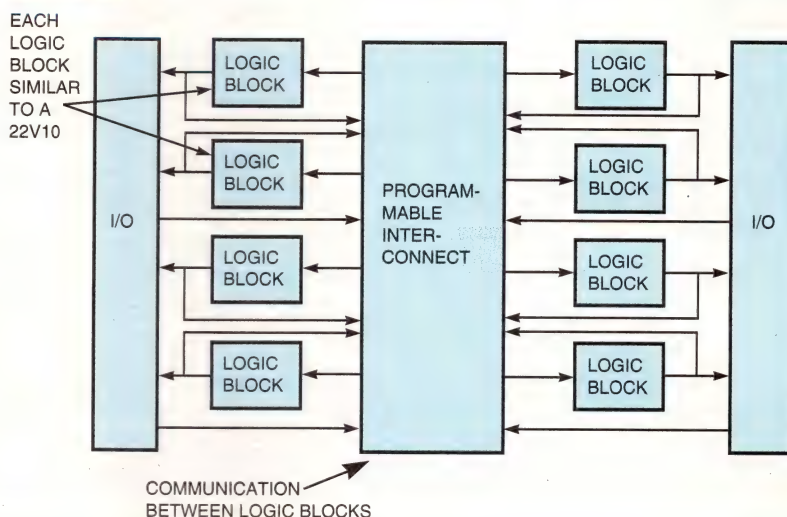 EACH
LOGIC
BLOCK
SIMILAR
TO A
22V10
I/O
LOGIC
BLOCK
LOGIC
BLOCK
LOGIC
BLOCK
LOGIC
BLOCK
PROGRAM-
MABLE
INTER-
CONNECT
LOGIC
BLOCK
LOGIC
BLOCK
LOGIC
BLOCK
LOGIC
BLOCK
I/O
COMMUNICATION
BETWEEN LOGIC BLOCKS